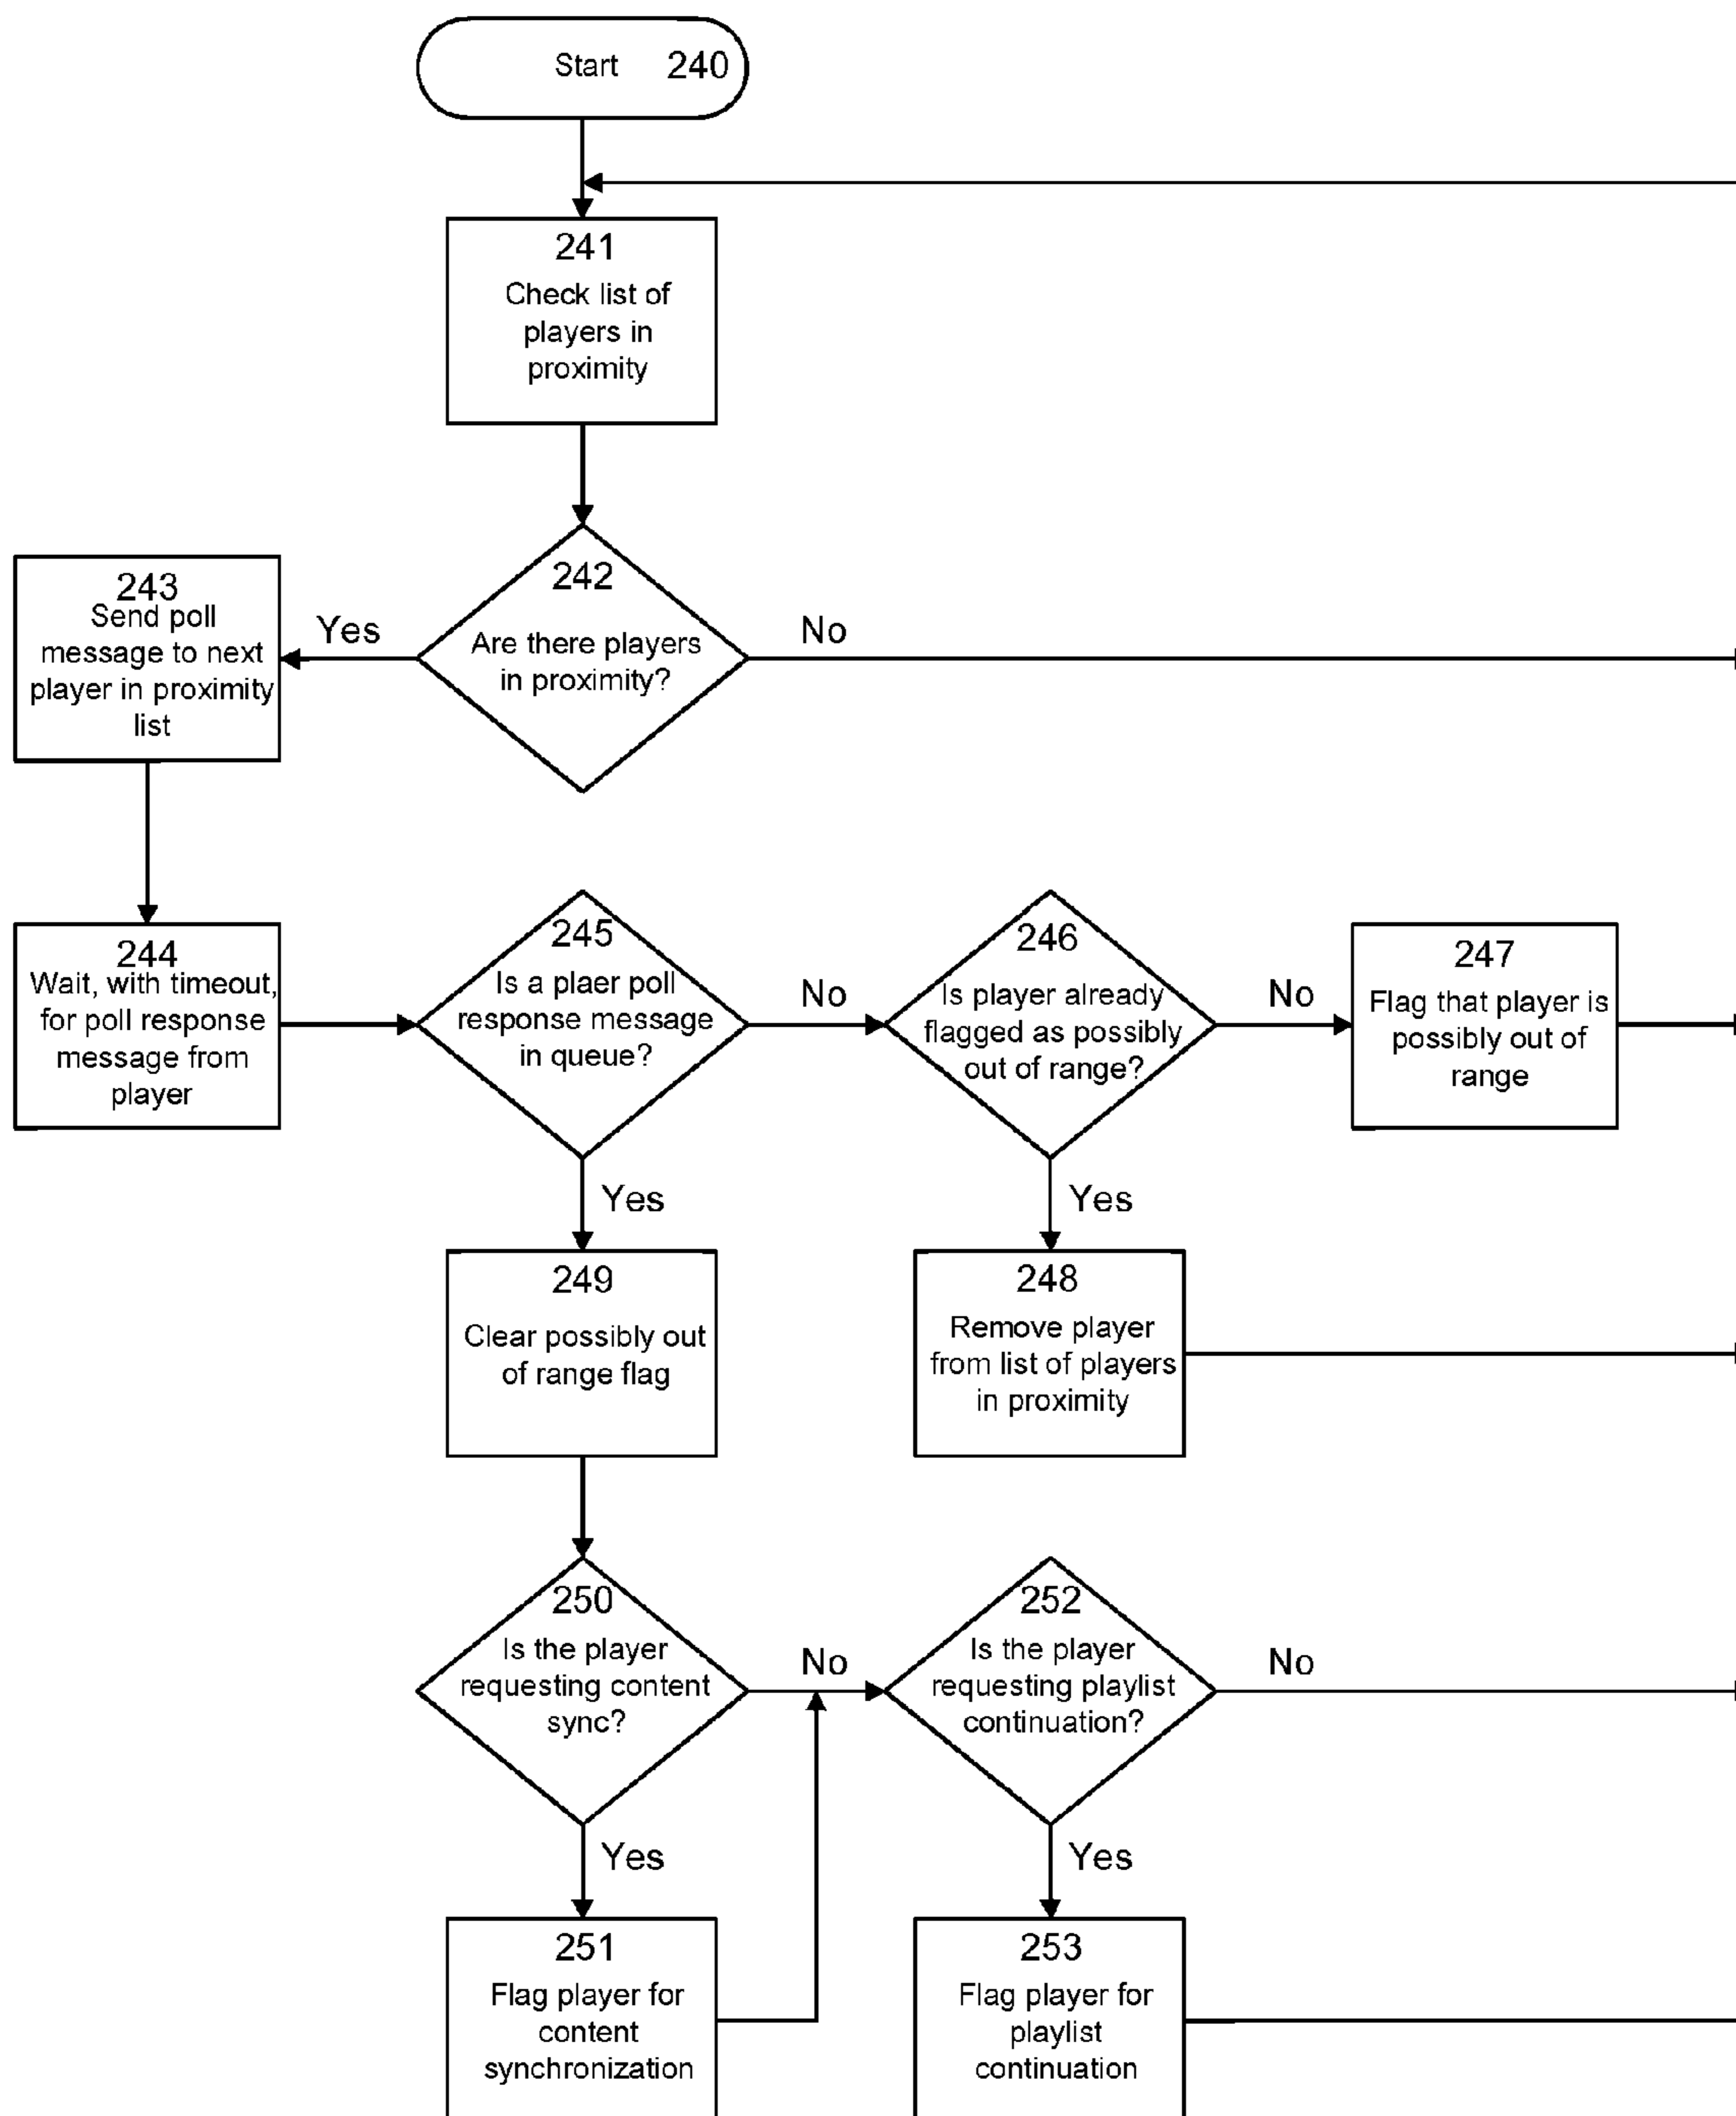 Start 240
241
Check list of
players in
proximity
242
Are there players
in proximity?
Yes
No
243
Send poll
message to next
player in proximity
list
244
Wait, with timeout,
for poll response
message from
player
245
Is a plaer poll
response message
in queue?
No
Yes
246
Is player already
flagged as possibly
out of range?
No
Yes
247
Flag that player is
possibly out of
range
249
Clear possibly out
of range flag
248
Remove player
from list of players
in proximity
250
Is the player
requesting content
sync?
No
Yes
252
Is the player
requesting playlist
continuation?
No
Yes
251
Flag player for
content
synchronization
253
Flag player for
playlist
continuation